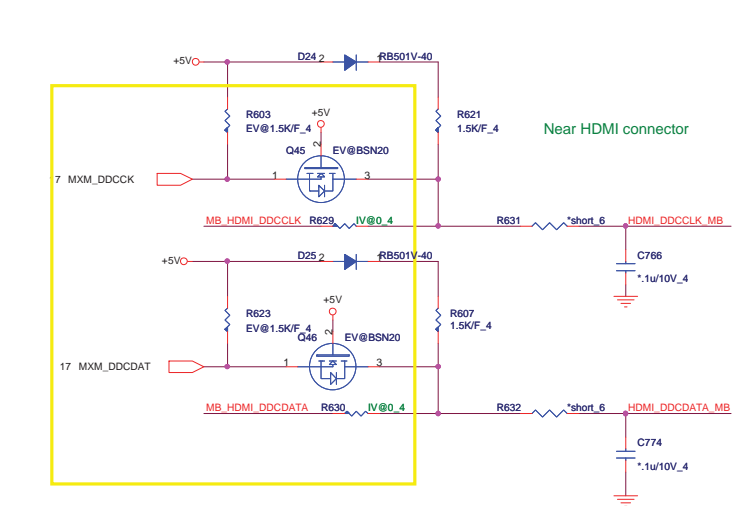 +5V
D24 2
1
RB501V-40
R603
EV@1.5K/F_4
+5V
R621
1.5K/F_4
Near HDMI connector
2
Q45
EV@BSN20
7 MXM_DDCCK
1
3
MB_HDMI_DDCCLK R629 IV@0_4
R631
*short_6
HDMI_DDCCLK_MB
+5V
D25 2
1
RB501V-40
C766
*.1u/10V_4
R623
EV@1.5K/F_4
+5V
R607
1.5K/F_4
2
Q46
EV@BSN20
17 MXM_DDCDAT
1
3
MB_HDMI_DDCDATA R630 IV@0_4
R632
*short_6
HDMI_DDCDATA_MB
C774
*.1u/10V_4